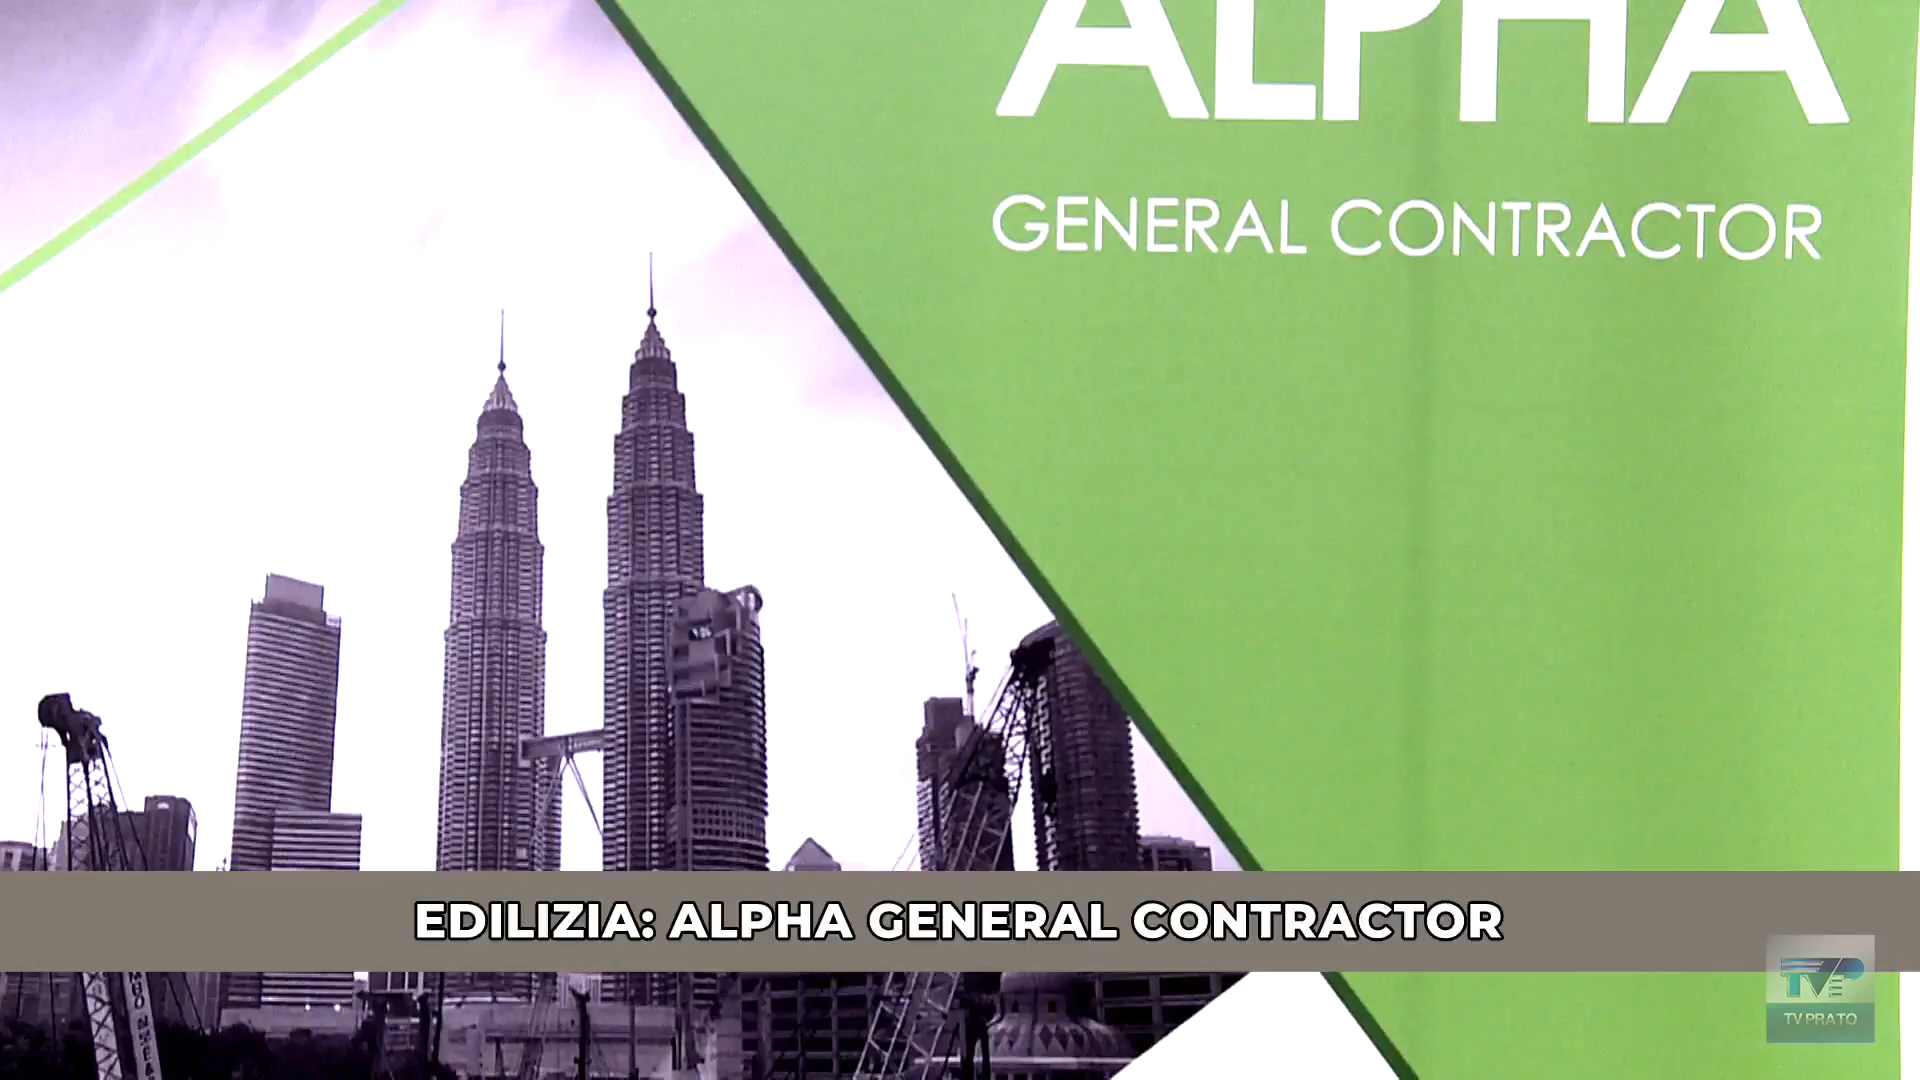 ALPHA
GENERAL CONTRACTOR
EDILIZIA: ALPHA GENERAL CONTRACTOR
TV PRATO